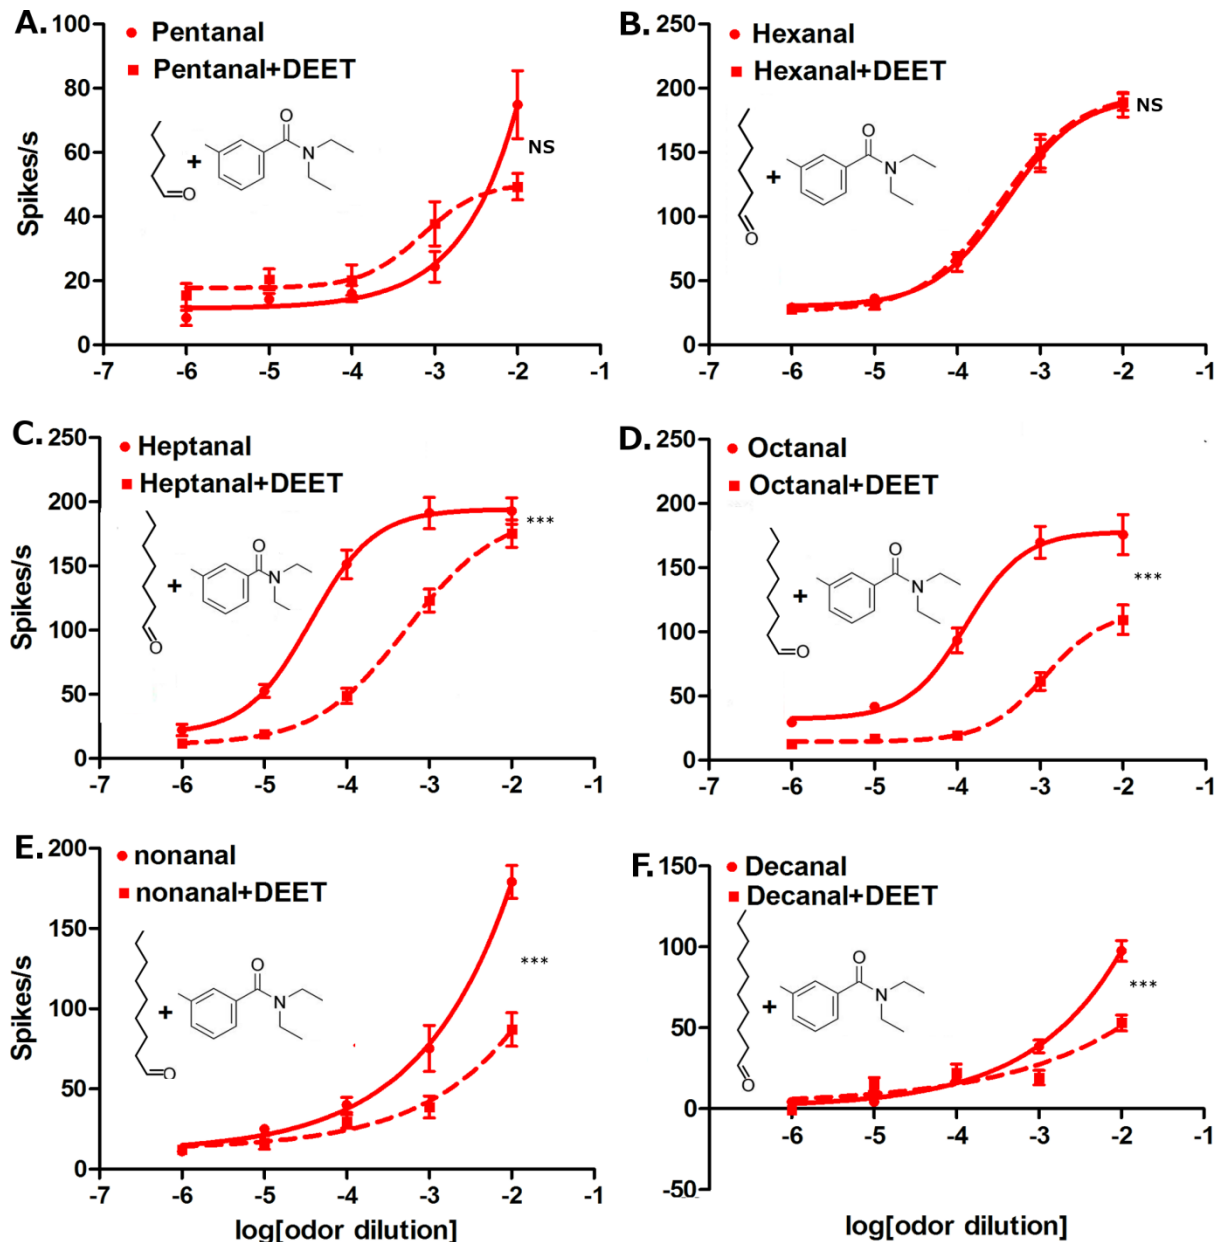 A.
Pentanal
Pentanal+DEET
100
80
60
40
20
0
Spikes/s
O
N
O
+
NS
-7 -6 -5 -4 -3 -2 -1
B.
Hexanal
Hexanal+DEET
250
200
150
100
50
0
O
N
O
+
NS
-7 -6 -5 -4 -3 -2 -1
C.
Heptanal
Heptanal+DEET
250
200
150
100
50
0
Spikes/s
O
N
O
+
***
-7 -6 -5 -4 -3 -2 -1
D.
Octanal
Octanal+DEET
250
200
150
100
50
0
O
N
O
+
***
-7 -6 -5 -4 -3 -2 -1
E.
nonanal
nonanal+DEET
200
150
100
50
0
Spikes/s
O
N
O
+
***
-7 -6 -5 -4 -3 -2 -1
log[odor dilution]
F.
Decanal
Decanal+DEET
150
100
50
0
-50
O
N
O
+
***
-6 -5 -4 -3 -2 -1
log[odor dilution]